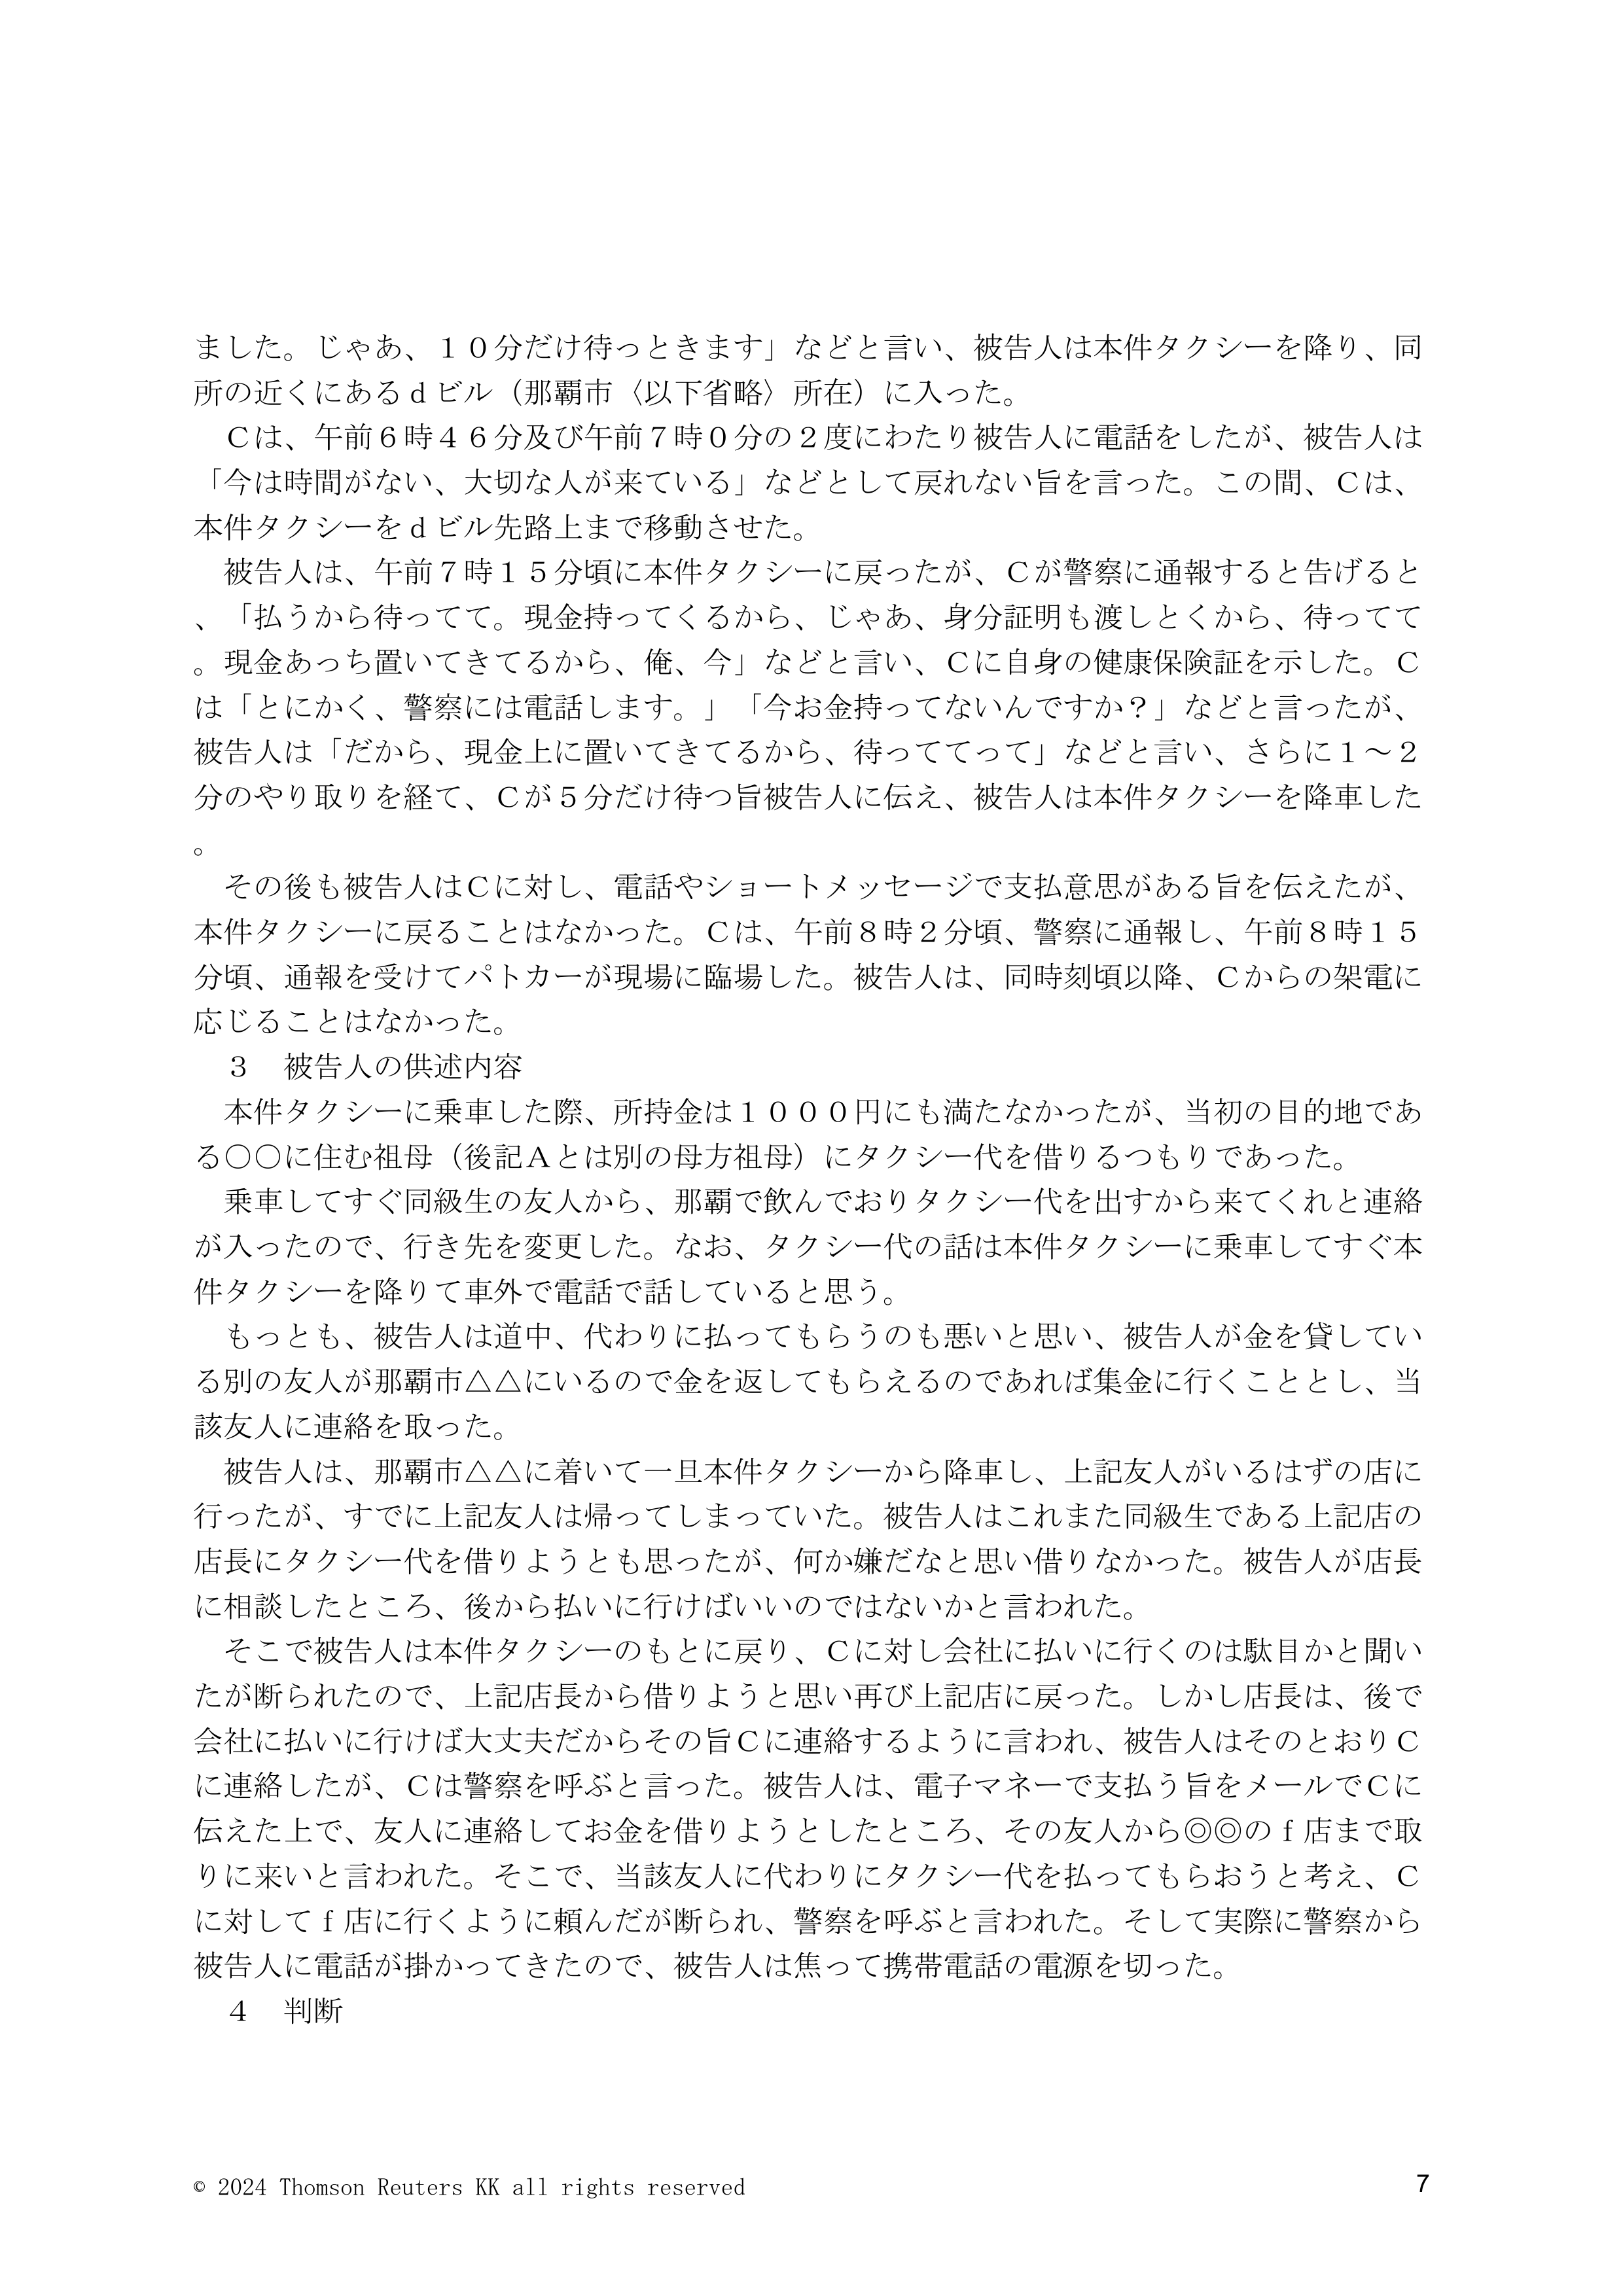 ました。じゃあ、１０分だけ待っときます」などと言い、被告人は本件タクシーを降り、同
所の近くにあるｄビル（那覇市〈以下省略〉所在）に入った。
　Ｃは、午前６時４６分及び午前７時０分の２度にわたり被告人に電話をしたが、被告人は
「今は時間がない、大切な人が来ている」などとして戻れない旨を言った。この間、Ｃは、
本件タクシーをｄビル先路上まで移動させた。
　被告人は、午前７時１５分頃に本件タクシーに戻ったが、Ｃが警察に通報すると告げると
、「払うから待ってて。現金持ってくるから、じゃあ、身分証明も渡しとくから、待ってて
。現金あっち置いてきてるから、俺、今」などと言い、Ｃに自身の健康保険証を示した。Ｃ
は「とにかく、警察には電話します。」「今お金持ってないんですか？」などと言ったが、
被告人は「だから、現金上に置いてきてるから、待っててって」などと言い、さらに１～２
分のやり取りを経て、Ｃが５分だけ待つ旨被告人に伝え、被告人は本件タクシーを降車した
。
　その後も被告人はＣに対し、電話やショートメッセージで支払意思がある旨を伝えたが、
本件タクシーに戻ることはなかった。Ｃは、午前８時２分頃、警察に通報し、午前８時１５
分頃、通報を受けてパトカーが現場に臨場した。被告人は、同時刻頃以降、Ｃからの架電に
応じることはなかった。
　３　被告人の供述内容
　本件タクシーに乗車した際、所持金は１０００円にも満たなかったが、当初の目的地であ
る○○に住む祖母（後記Ａとは別の母方祖母）にタクシー代を借りるつもりであった。
　乗車してすぐ同級生の友人から、那覇で飲んでおりタクシー代を出すから来てくれと連絡
が入ったので、行き先を変更した。なお、タクシー代の話は本件タクシーに乗車してすぐ本
件タクシーを降りて車外で電話で話していると思う。
　もっとも、被告人は道中、代わりに払ってもらうのも悪いと思い、被告人が金を貸してい
る別の友人が那覇市△△にいるので金を返してもらえるのであれば集金に行くこととし、当
該友人に連絡を取った。
　被告人は、那覇市△△に着いて一旦本件タクシーから降車し、上記友人がいるはずの店に
行ったが、すでに上記友人は帰ってしまっていた。被告人はこれまた同級生である上記店の
店長にタクシー代を借りようとも思ったが、何か嫌だなと思い借りなかった。被告人が店長
に相談したところ、後から払いに行けばいいのではないかと言われた。
　そこで被告人は本件タクシーのもとに戻り、Ｃに対し会社に払いに行くのは駄目かと聞い
たが断られたので、上記店長から借りようと思い再び上記店に戻った。しかし店長は、後で
会社に払いに行けば大丈夫だからその旨Ｃに連絡するように言われ、被告人はそのとおりＣ
に連絡したが、Ｃは警察を呼ぶと言った。被告人は、電子マネーで支払う旨をメールでＣに
伝えた上で、友人に連絡してお金を借りようとしたところ、その友人から◎◎のｆ店まで取
りに来いと言われた。そこで、当該友人に代わりにタクシー代を払ってもらおうと考え、Ｃ
に対してｆ店に行くように頼んだが断られ、警察を呼ぶと言われた。そして実際に警察から
被告人に電話が掛かってきたので、被告人は焦って携帯電話の電源を切った。
　４　判断
© 2024 Thomson Reuters KK all rights reserved
7